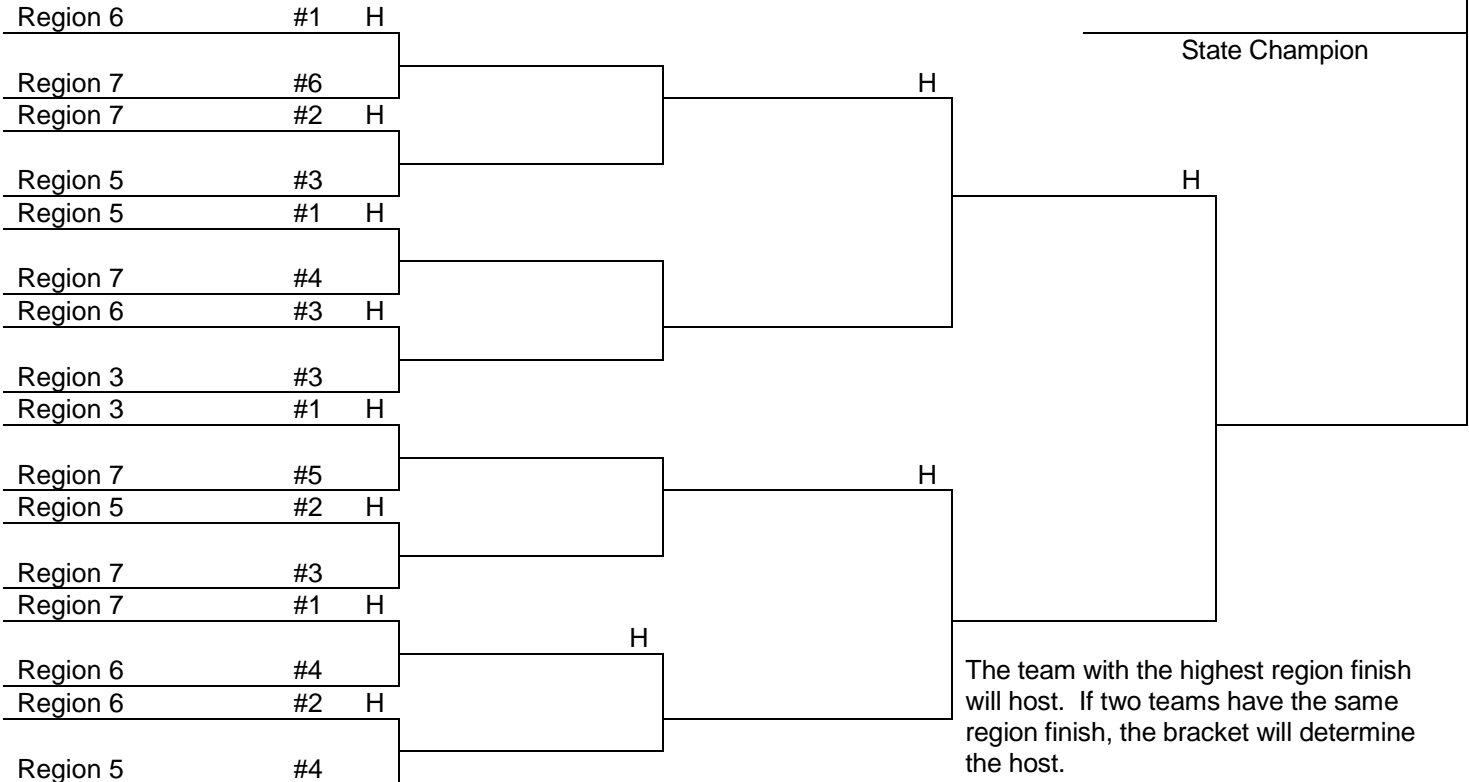 Region 6 #1 H
State Champion
Region 7 #6 H
Region 7 #2 H
Region 5 #3 H
Region 5 #1 H
Region 7 #4
Region 6 #3 H
Region 3 #3
Region 3 #1 H
Region 7 #5 H
Region 5 #2 H
Region 7 #3
Region 7 #1 H
H
Region 6 #4
Region 6 #2 H
Region 5 #4
The team with the highest region finish
will host. If two teams have the same
region finish, the bracket will determine
the host.